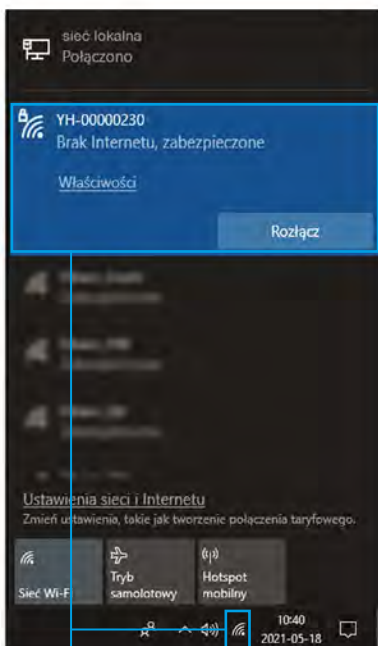 sieć lokalna
Połączono
YH-00000230
Brak Internetu, zabezpieczone
Właściwości
Rozłącz
Ustawienia sieci i Internetu
Zmień ustawienia, takie jak tworzenie połączenia taryfowego.
Sieć Wi-Fi
Tryb
samolotowy
Hotspot
mobilny
10:40
2021-05-18